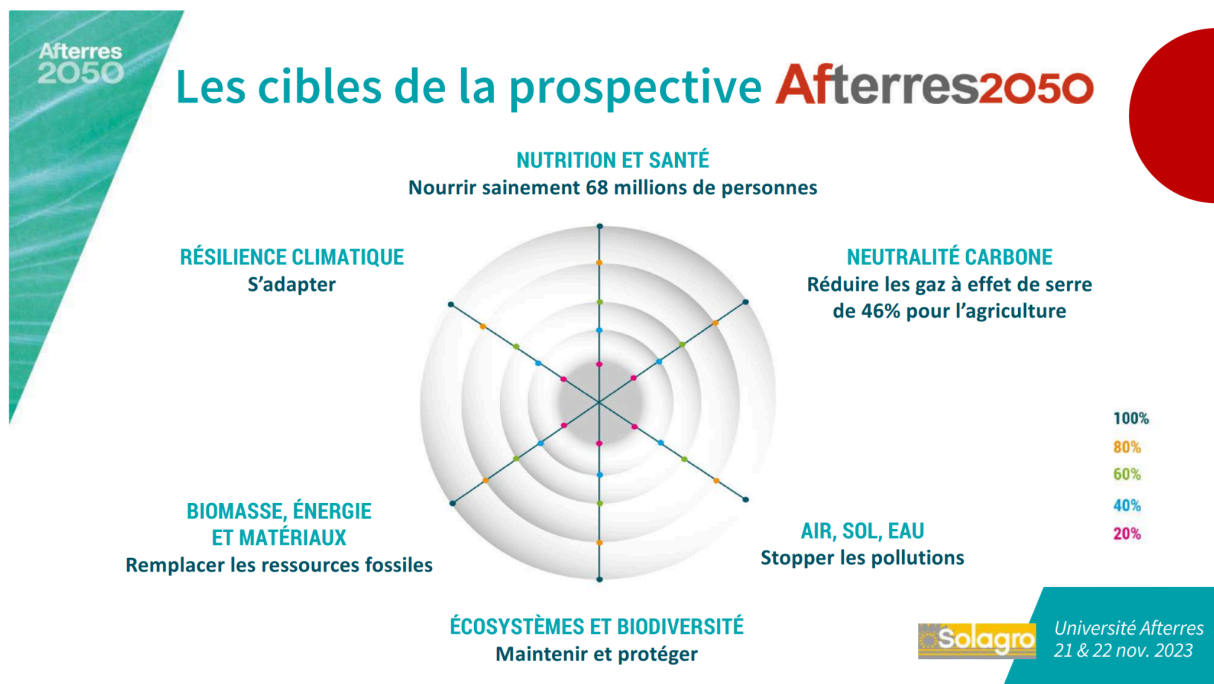 Afterres
2050
Les cibles de la prospective Afterres2050
NUTRITION ET SANTÉ
Nourrir sainement 68 millions de personnes
RÉSILIENCE CLIMATIQUE
S’adapter
NEUTRALITÉ CARBONE
Réduire les gaz à effet de serre
de 46% pour l’agriculture
100%
80%
60%
40%
20%
BIOMASSE, ÉNERGIE
ET MATÉRIAUX
Remplacer les ressources fossiles
AIR, SOL, EAU
Stopper les pollutions
ÉCOSYSTÈMES ET BIODIVERSITÉ
Maintenir et protéger
Solagro
Université Afterres
21 & 22 nov. 2023